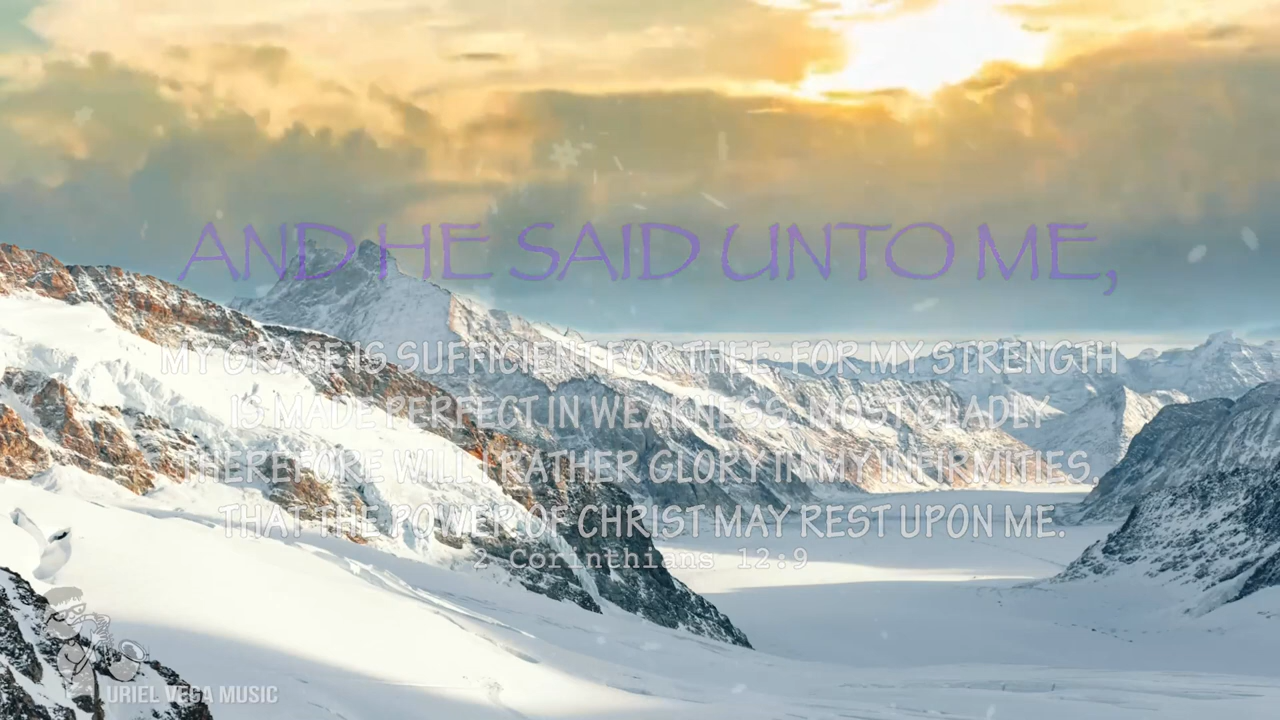 AND HE SAID UNTO ME,
MY GRACE IS SUFFICIENT FOR THEE: FOR MY STRENGTH
IS MADE PERFECT IN WEAKNESS. MOST GLADLY
THEREFORE WILL I RATHER GLORY IN MY INFIRMITIES,
THAT THE POWER OF CHRIST MAY REST UPON ME.
2 Corinthians 12:9
URIEL VEGA MUSIC